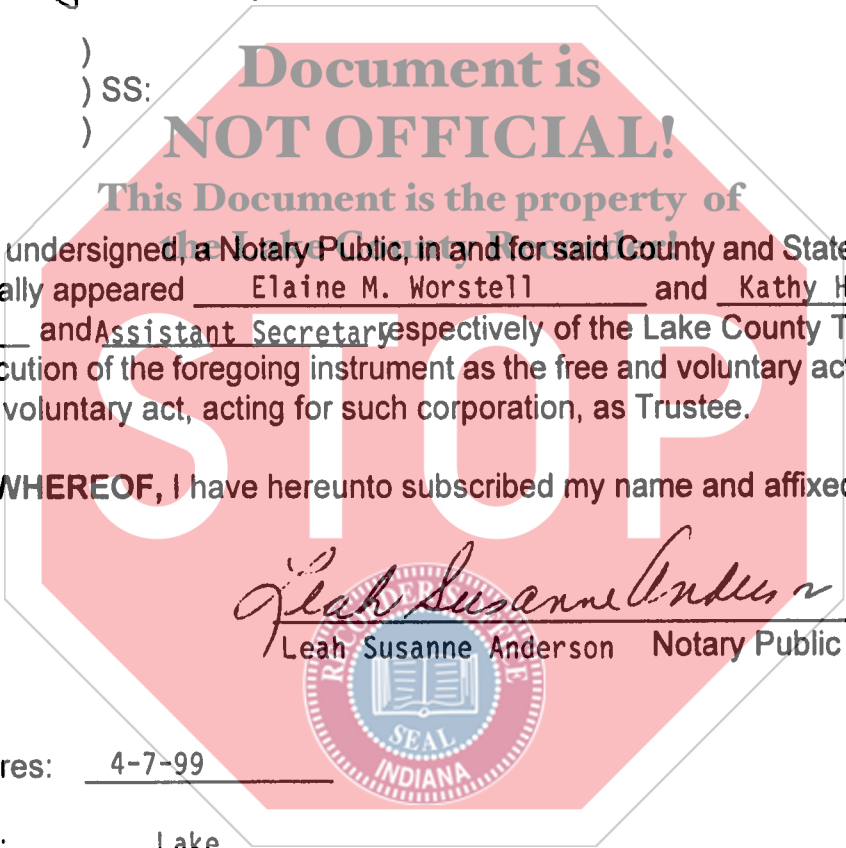 )
) SS:
)
Document is
NOT OFFICIAL!
This Document is the property of
the Lake County Recorder!
undersigned, a Notary Public, in and for said County and State
ally appeared Elaine M. Worstell and Kathy H
and Assistant Secretary respectively of the Lake County T
cution of the foregoing instrument as the free and voluntary act
voluntary act, acting for such corporation, as Trustee.
WHEREOF, I have hereunto subscribed my name and affixed
STOP
Leah Susanne Anderson
Leah Susanne Anderson Notary Public
RECORDER'S OFFICE
SEAL
INDIANA
res: 4-7-99
: Lake